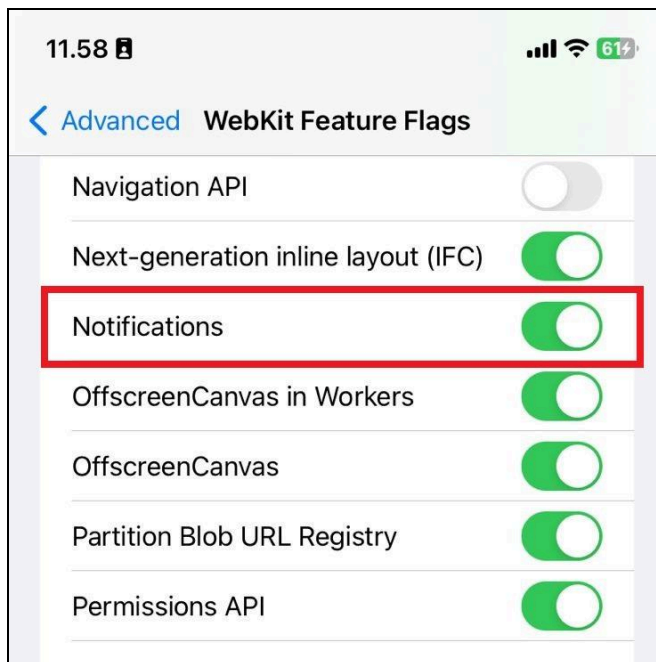 11.58
61
Advanced WebKit Feature Flags
Navigation API
Next-generation inline layout (IFC)
Notifications
OffscreenCanvas in Workers
OffscreenCanvas
Partition Blob URL Registry
Permissions API